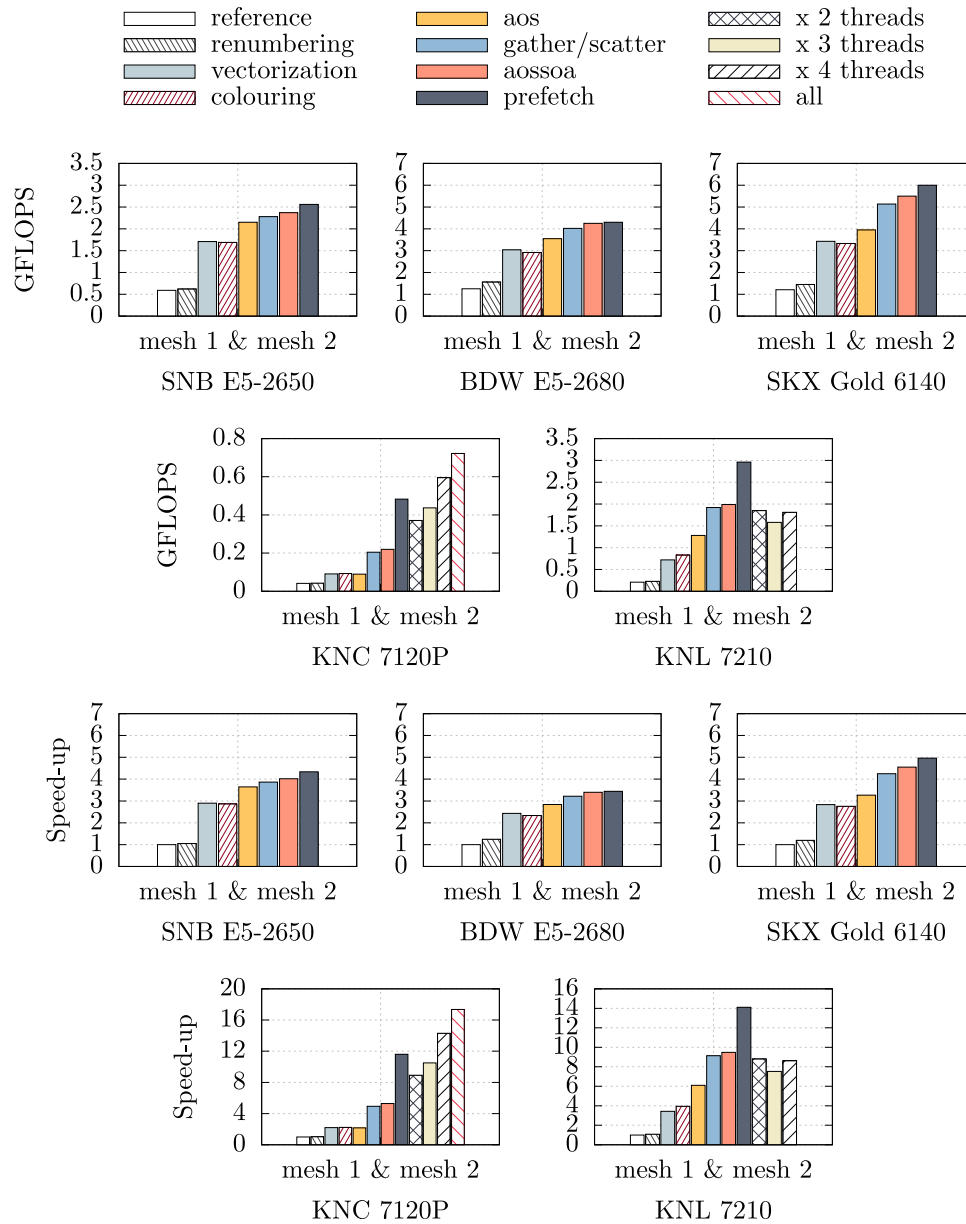 reference
renumbering
vectorization
colouring
aos
gather/scatter
aossoa
prefetch
x 2 threads
x 3 threads
x 4 threads
all
GFLOPS
3.5
3
2.5
2
1.5
1
0.5
0
mesh 1 & mesh 2
SNB E5-2650
7
6
5
4
3
2
1
0
mesh 1 & mesh 2
BDW E5-2680
7
6
5
4
3
2
1
0
mesh 1 & mesh 2
SKX Gold 6140
GFLOPS
0.8
0.6
0.4
0.2
0
mesh 1 & mesh 2
KNC 7120P
3.5
3
2.5
2
1.5
1
0.5
0
mesh 1 & mesh 2
KNL 7210
Speed-up
7
6
5
4
3
2
1
0
mesh 1 & mesh 2
SNB E5-2650
7
6
5
4
3
2
1
0
mesh 1 & mesh 2
BDW E5-2680
7
6
5
4
3
2
1
0
mesh 1 & mesh 2
SKX Gold 6140
Speed-up
20
16
12
8
4
0
mesh 1 & mesh 2
KNC 7120P
16
14
12
10
8
6
4
2
0
mesh 1 & mesh 2
KNL 7210